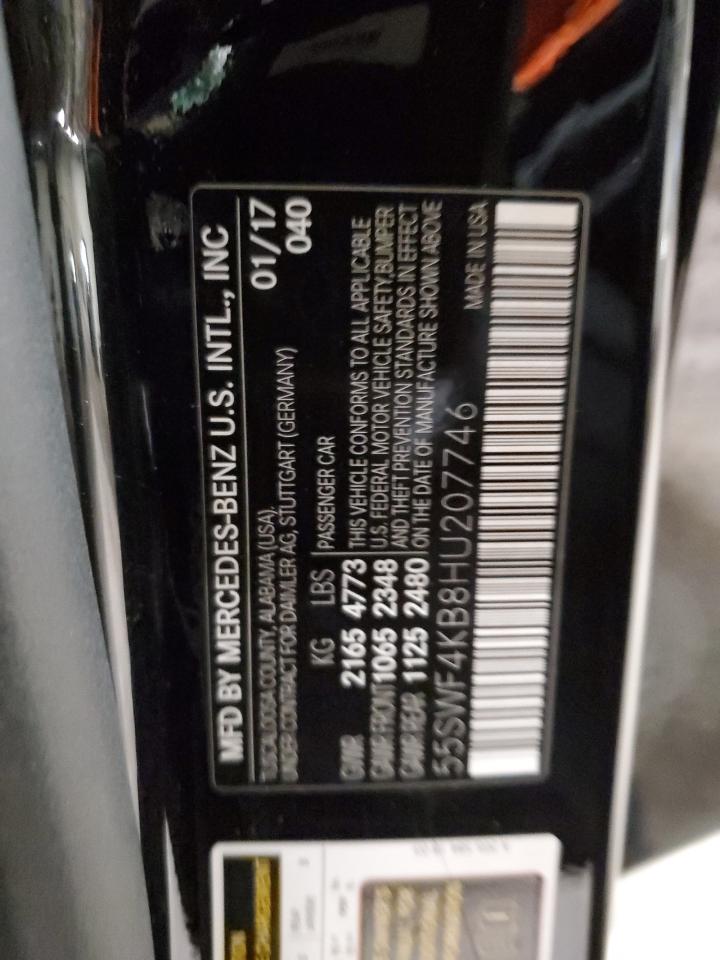 MFD BY MERCEDES-BENZ U.S. INTL., INC
TUSCALOOSA COUNTY, ALABAMA (USA),
01/17
UNDER CONTRACT FOR DAIMLER AG, STUTTGART (GERMANY)
040
KG LBS PASSENGER CAR
GVWR 2165 4773 THIS VEHICLE CONFORMS TO ALL APPLICABLE
GAWR FRONT 1065 2348 U.S. FEDERAL MOTOR VEHICLE SAFETY, BUMPER
GAWR REAR 1125 2480 AND THEFT PREVENTION STANDARDS IN EFFECT
ON THE DATE OF MANUFACTURE SHOWN ABOVE
55SWF4KB8HU207746 MADE IN USA